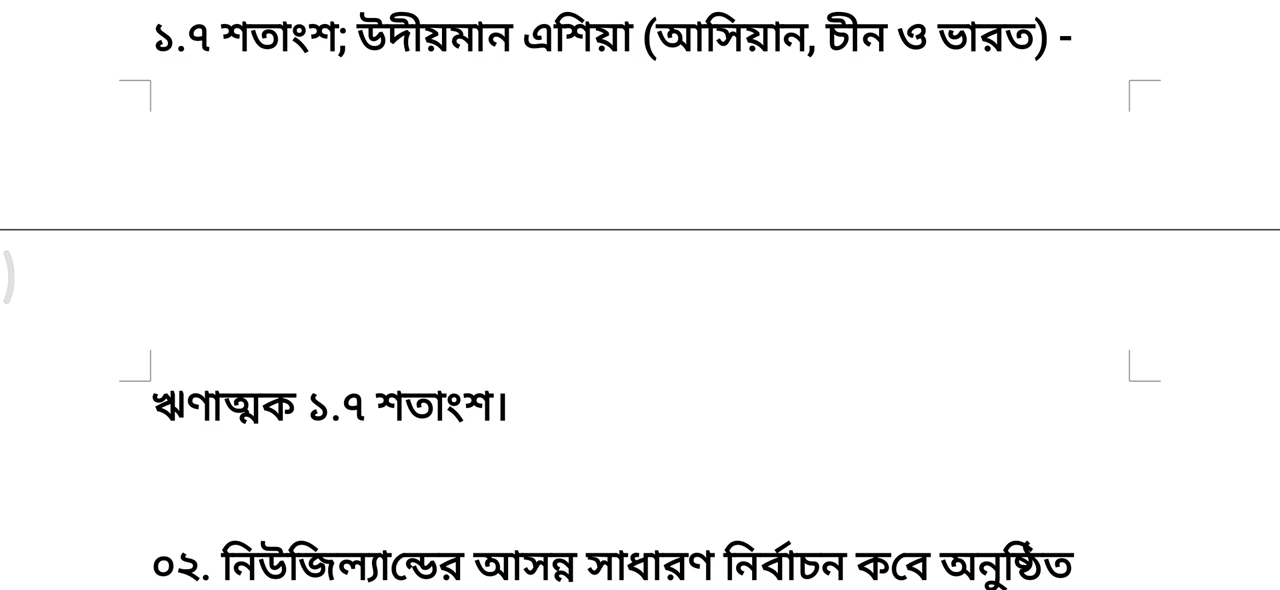 ১.৭ শতাংশ; উদীয়মান এশিয়া (আসিয়ান, চীন ও ভারত) -
ঋণাত্মক ১.৭ শতাংশ।
০২. নিউজিল্যান্ডের আসন্ন সাধারণ নির্বাচন কবে অনুষ্ঠিত